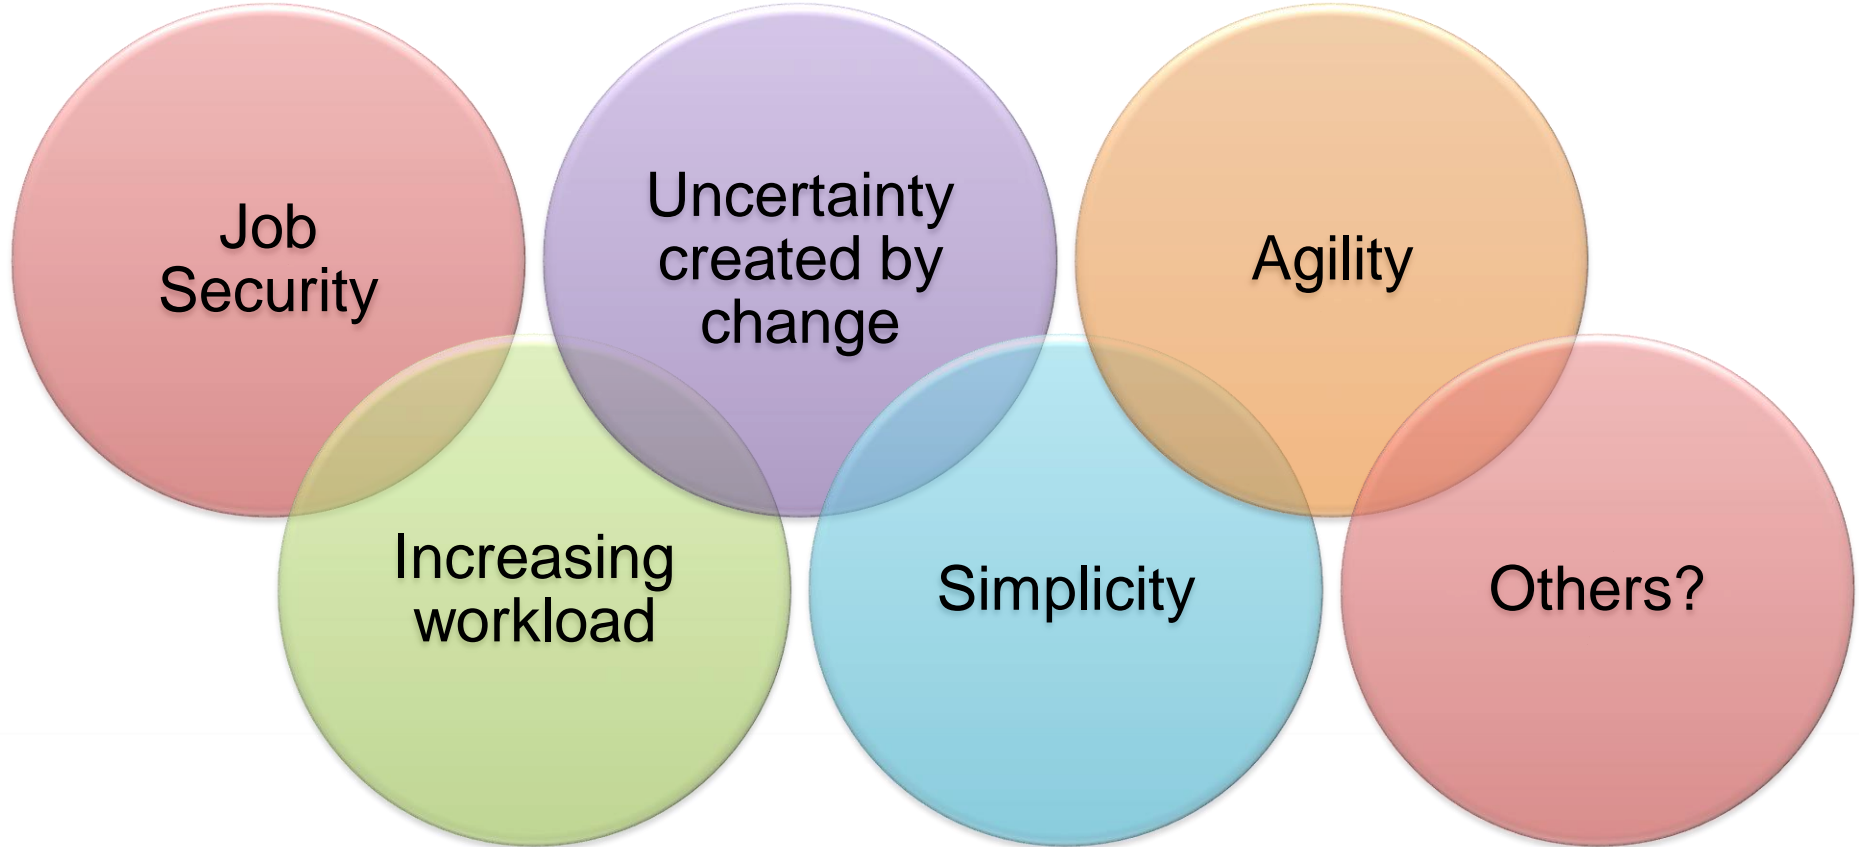 Job
Security
Uncertainty
created by
change
Agility
Increasing
workload
Simplicity
Others?